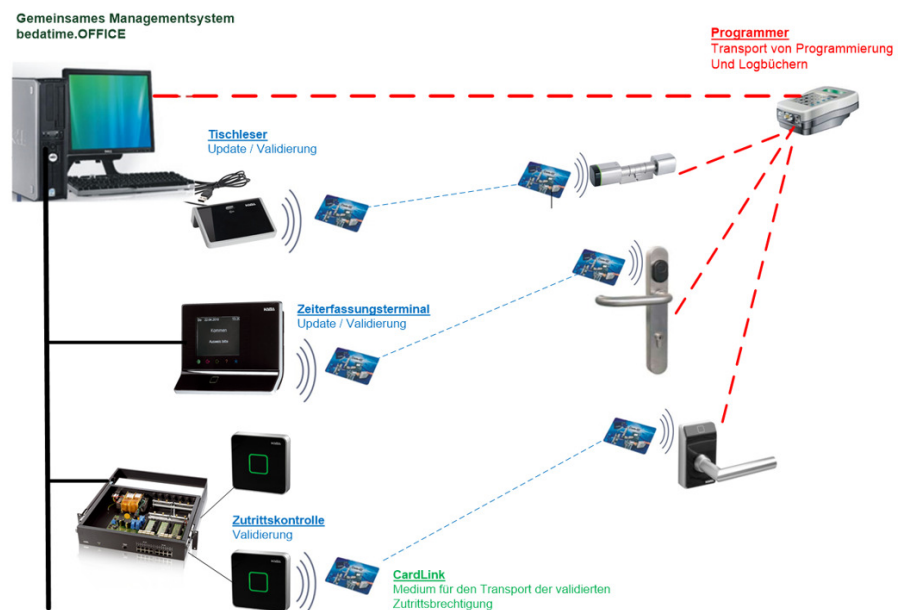 Gemeinsames Managementsystem
bedatime.OFFICE
Programmer
Transport von Programmierung
Und Logbüchern
Tischleser
Update / Validierung
Zeiterfassungsterminal
Update / Validierung
Kommen
Zutrittskontrolle
Validierung
CardLink
Medium für den Transport der validierten
Zutrittsbrechtigung